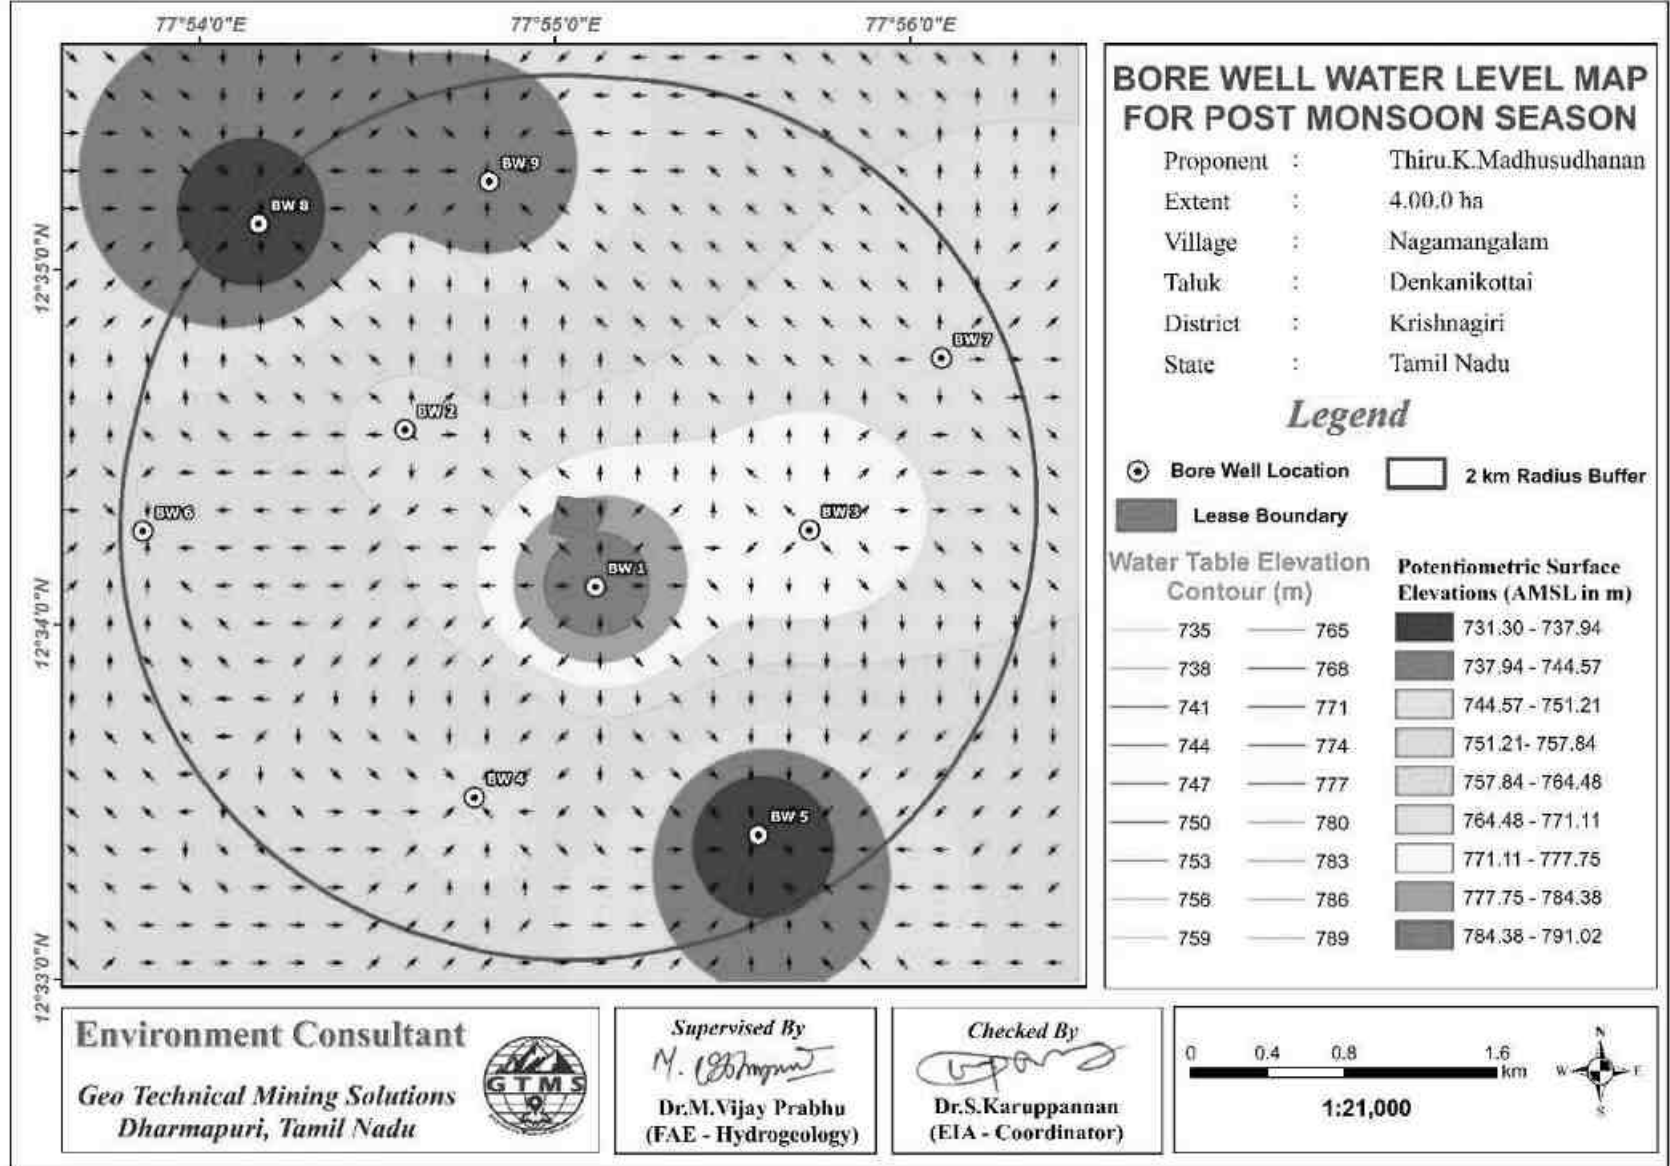 77°54'0"E 77°55'0"E 77°56'0"E
12°35'0"N
12°34'0"N
12°33'0"N
BW 9
BW 8
BW 7
BW 2
BW 6
BW 3
BW 1
BW 4
BW 5
BORE WELL WATER LEVEL MAP
FOR POST MONSOON SEASON
Proponent : Thiru.K.Madhusudhanan
Extent : 4.00.0 ha
Village : Nagamangalam
Taluk : Denkanikottai
District : Krishnagiri
State : Tamil Nadu
Legend
Bore Well Location 2 km Radius Buffer
Lease Boundary
Water Table Elevation
Contour (m)
735 765
738 768
741 771
744 774
747 777
750 780
753 783
756 786
759 789
Potentiometric Surface
Elevations (AMSL in m)
731.30 - 737.94
737.94 - 744.57
744.57 - 751.21
751.21- 757.84
757.84 - 764.48
764.48 - 771.11
771.11 - 777.75
777.75 - 784.38
784.38 - 791.02
Environment Consultant
Geo Technical Mining Solutions
Dharmapuri, Tamil Nadu
GTMS
Supervised By
Dr.M.Vijay Prabhu
(FAE - Hydrogeology)
Checked By
Dr.S.Karuppannan
(EIA - Coordinator)
0 0.4 0.8 1.6
km
1:21,000
N
W E
S